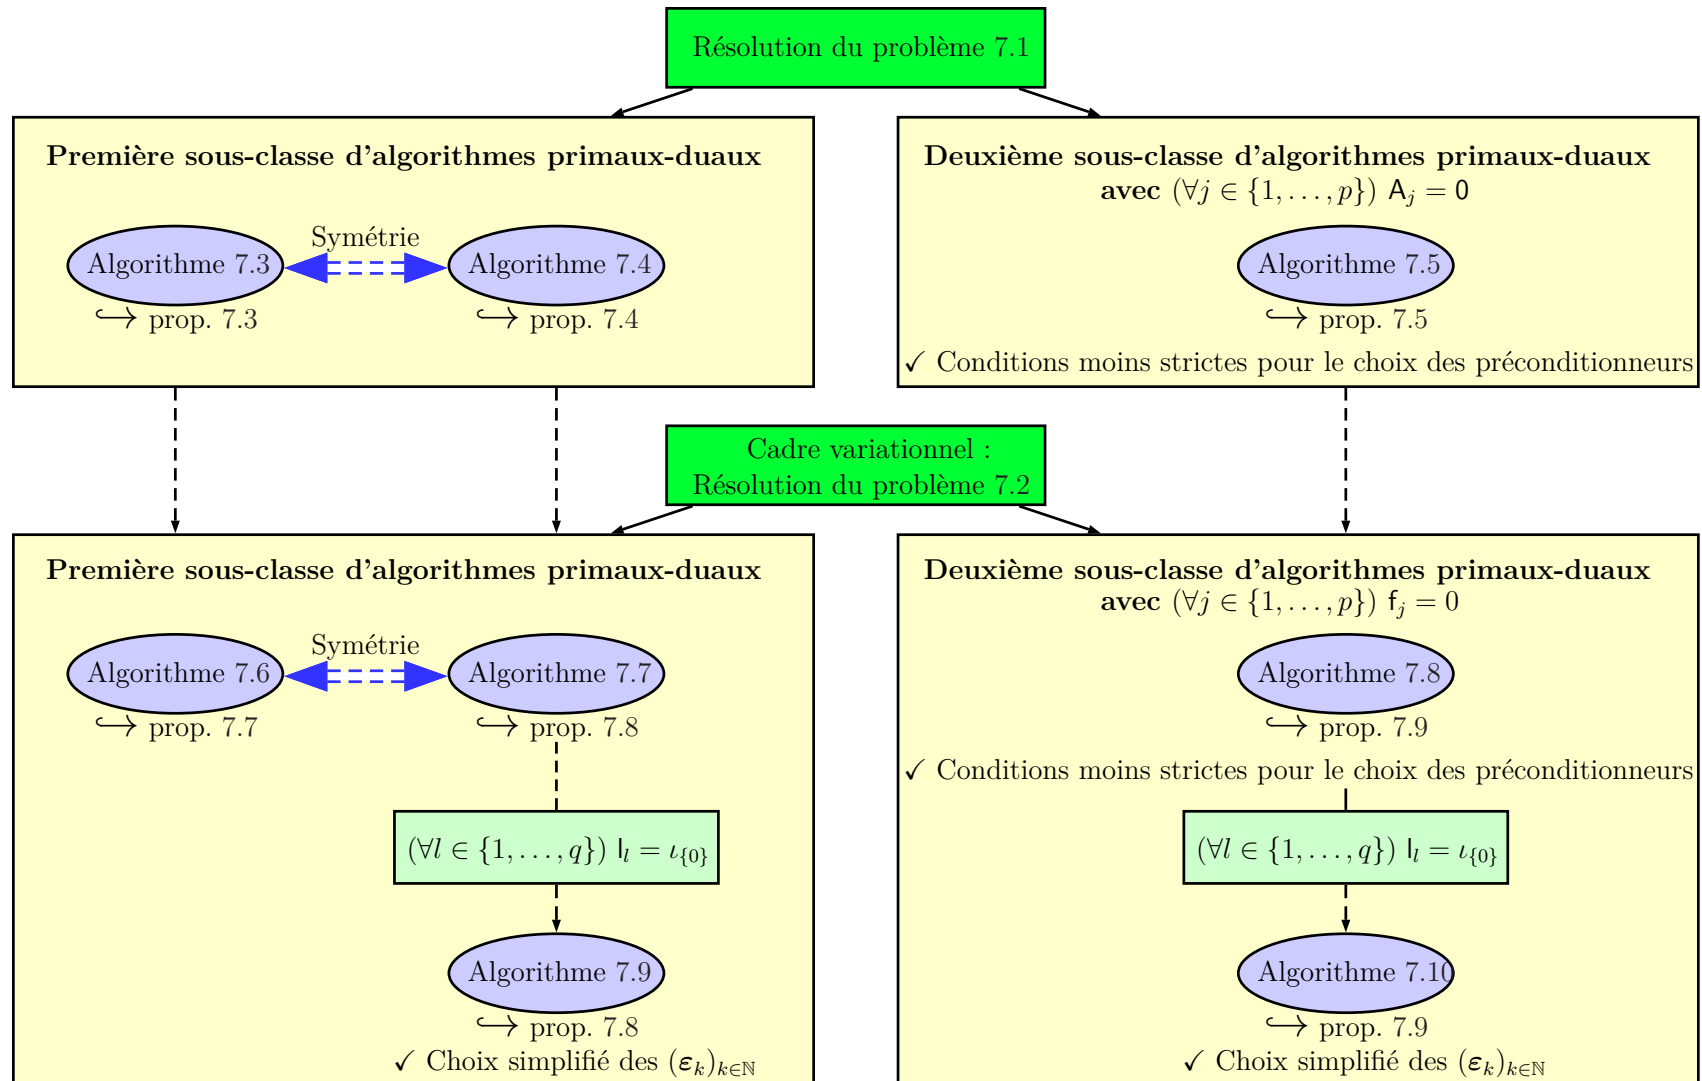 Résolution du problème 7.1
Première sous-classe d'algorithmes primaux-duaux
Symétrie
Algorithme 7.3
Algorithme 7.4
↪ prop. 7.3
↪ prop. 7.4
Deuxième sous-classe d'algorithmes primaux-duaux
avec (∀j ∈ {1, . . . , p}) A_j = 0
Algorithme 7.5
↪ prop. 7.5
✓ Conditions moins strictes pour le choix des préconditionneurs
Cadre variationnel :
Résolution du problème 7.2
Première sous-classe d'algorithmes primaux-duaux
Symétrie
Algorithme 7.6
Algorithme 7.7
↪ prop. 7.7
↪ prop. 7.8
(∀l ∈ {1, . . . , q}) l_l = ι_{0}
Algorithme 7.9
↪ prop. 7.8
✓ Choix simplifié des (ε_k)_{k∈ℕ}
Deuxième sous-classe d'algorithmes primaux-duaux
avec (∀j ∈ {1, . . . , p}) f_j = 0
Algorithme 7.8
↪ prop. 7.9
✓ Conditions moins strictes pour le choix des préconditionneurs
(∀l ∈ {1, . . . , q}) l_l = ι_{0}
Algorithme 7.10
↪ prop. 7.9
✓ Choix simplifié des (ε_k)_{k∈ℕ}